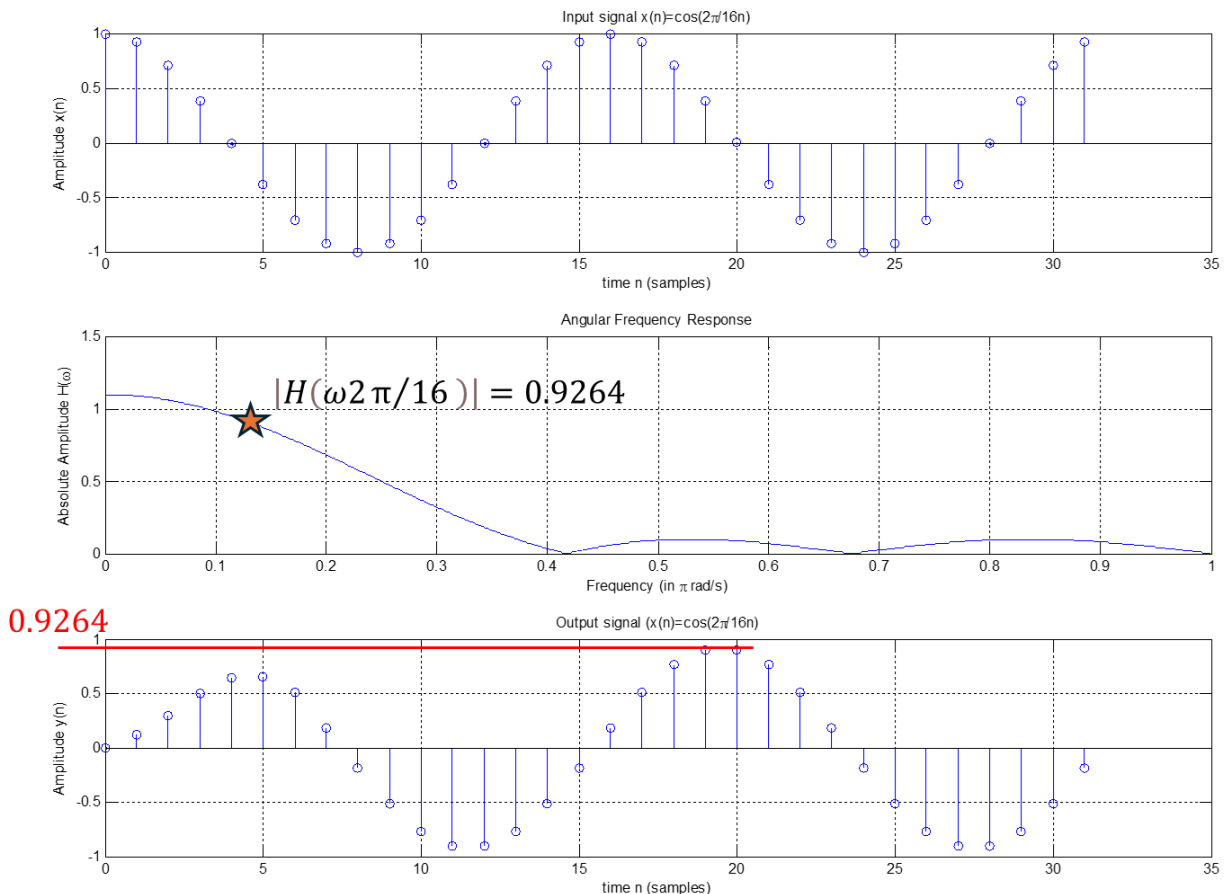 Input signal x(n)=cos(2π/16n)
Amplitude x(n)
1
0.5
0
-0.5
-1
0 5 10 15 20 25 30 35
time n (samples)
Angular Frequency Response
Absolute Amplitude H(ω)
1.5
1
0.5
0
|H(ω2π/16 )| = 0.9264
0 0.1 0.2 0.3 0.4 0.5 0.6 0.7 0.8 0.9 1
Frequency (in π rad/s)
0.9264
Output signal (x(n)=cos(2π/16n)
Amplitude y(n)
1
0.5
0
-0.5
-1
0 5 10 15 20 25 30 35
time n (samples)